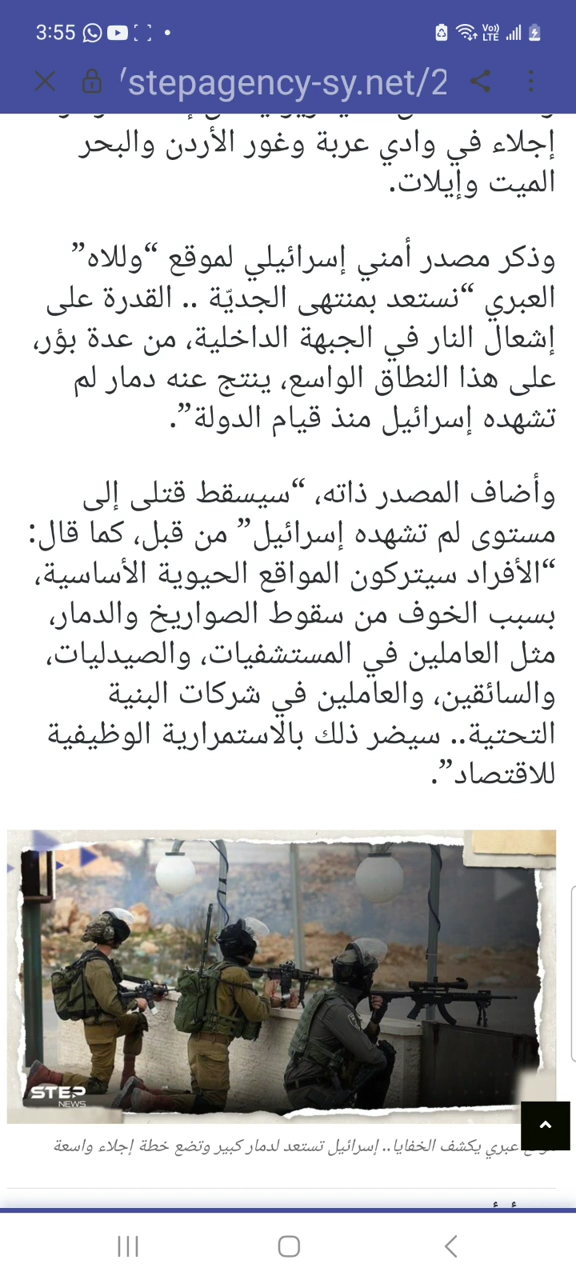 3:55
Vo))
LTE
/stepagency-sy.net/2
إجلاء في وادي عربة وغور الأردن والبحر
الميت وإيلات.
وذكر مصدر أمني إسرائيلي لموقع “وللاه”
العبري “نستعد بمنتهى الجديّة .. القدرة على
إشعال النار في الجبهة الداخلية، من عدة بؤر،
على هذا النطاق الواسع، ينتج عنه دمار لم
تشهده إسرائيل منذ قيام الدولة”.
وأضاف المصدر ذاته، “سيسقط قتلى إلى
مستوى لم تشهده إسرائيل” من قبل، كما قال:
“الأفراد سيتركون المواقع الحيوية الأساسية،
بسبب الخوف من سقوط الصواريخ والدمار،
مثل العاملين في المستشفيات، والصيدليات،
والسائقين، والعاملين في شركات البنية
التحتية.. سيضر ذلك بالاستمرارية الوظيفية
للاقتصاد”.
STEP
NEWS
عبري يكشف الخفايا.. إسرائيل تستعد لدمار كبير وتضع خطة إجلاء واسعة